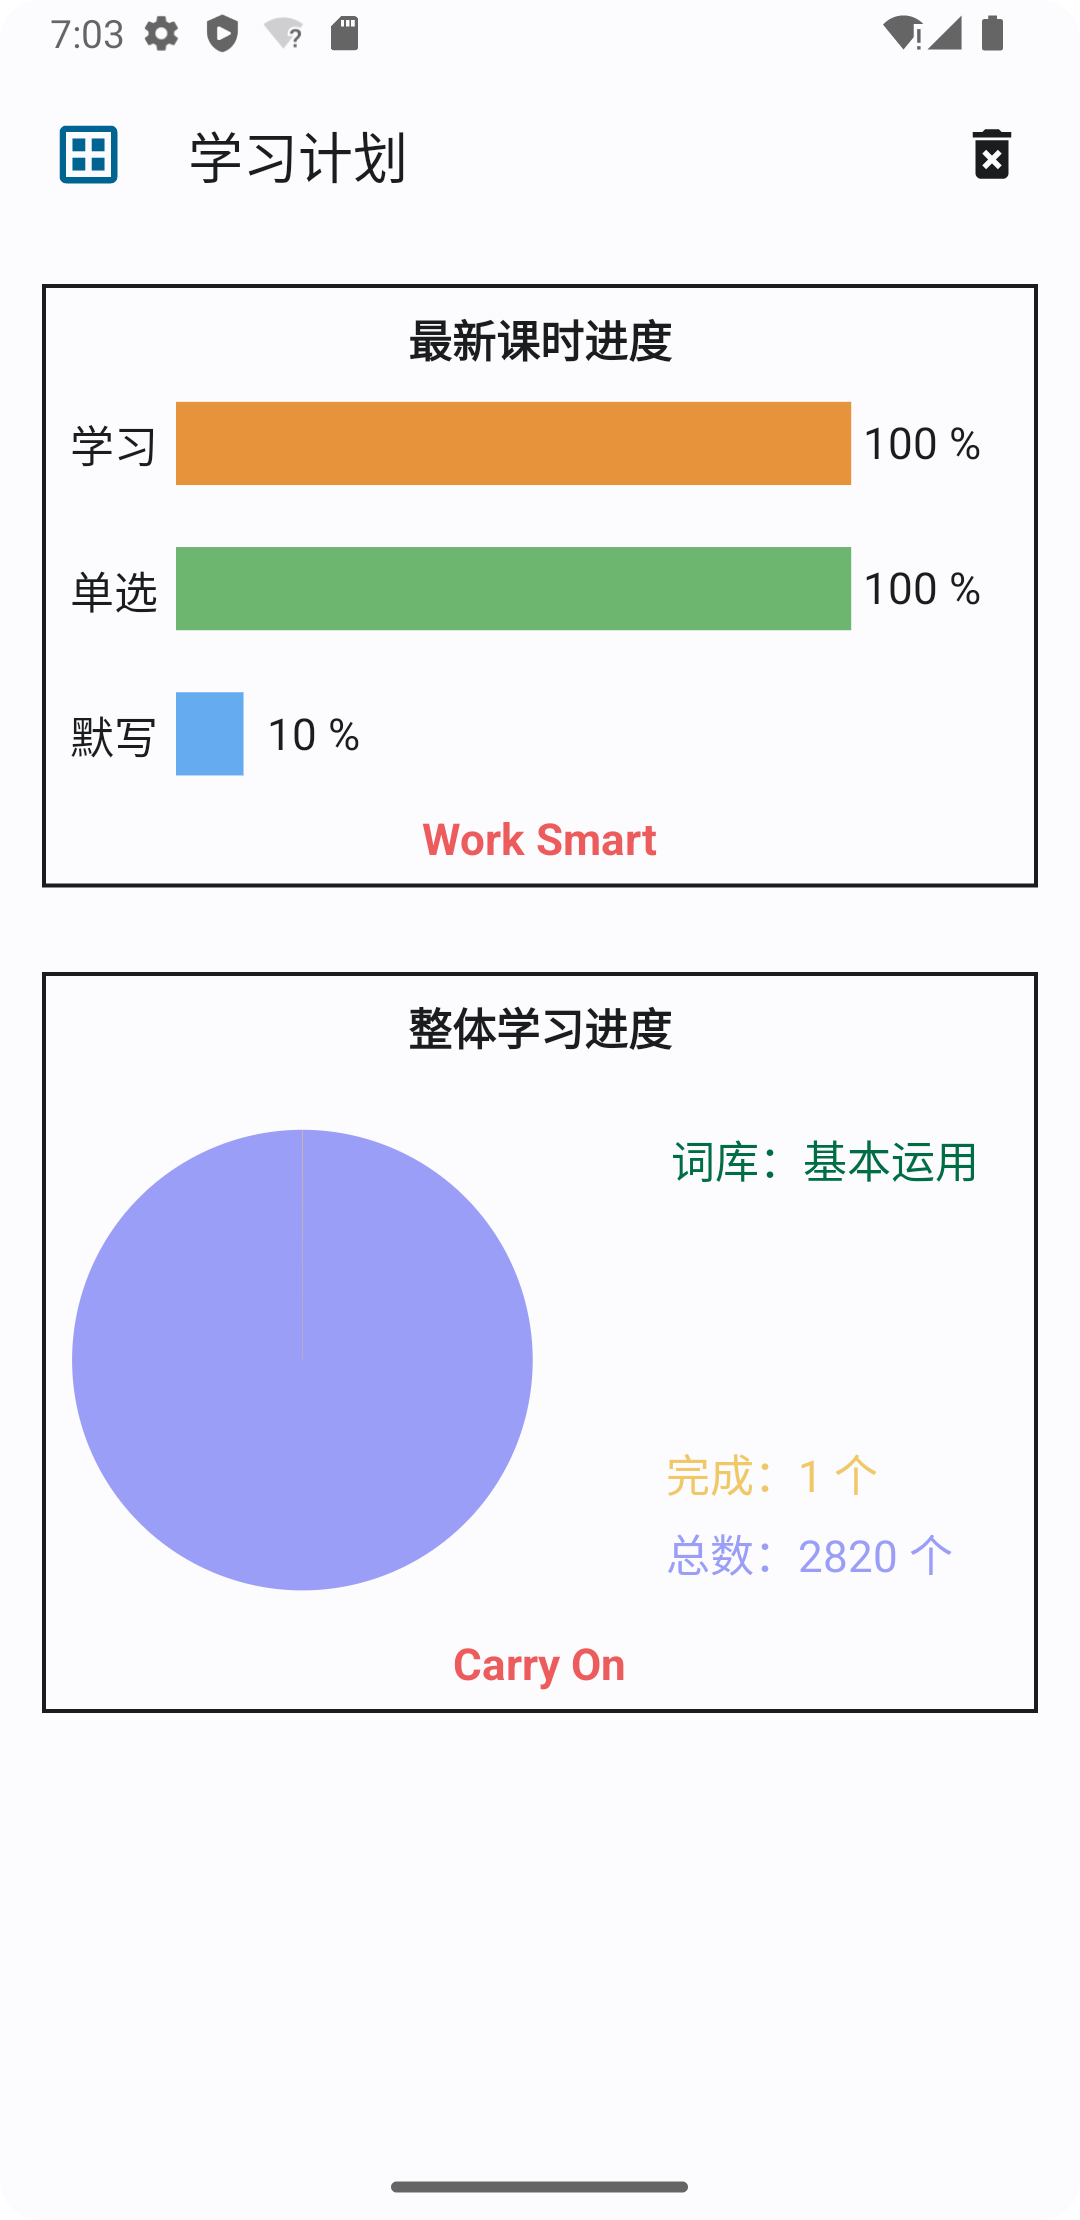 7:03
学习计划
最新课时进度
学习 100 %
单选 100 %
默写 10 %
Work Smart
整体学习进度
词库：基本运用
完成：1 个
总数：2820 个
Carry On